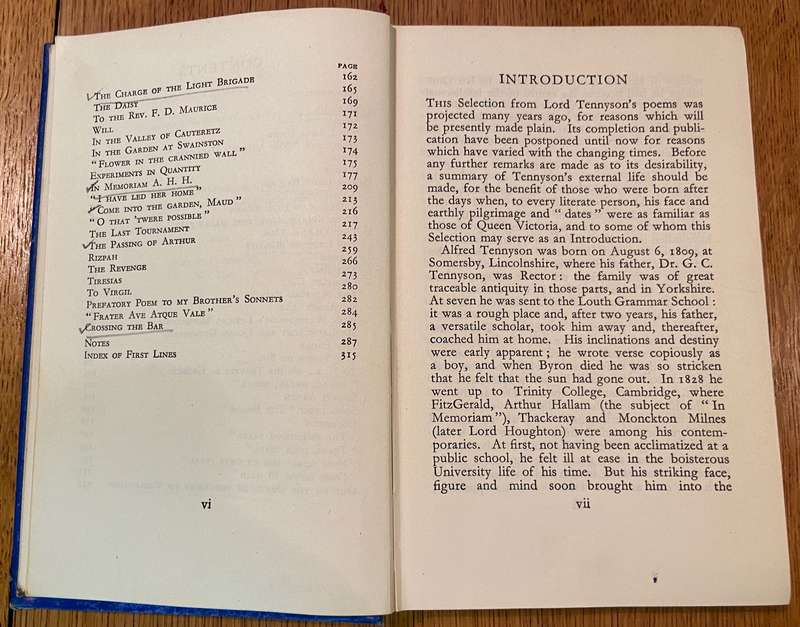 PAGE
The Charge of the Light Brigade 162
The Daisy 165
To the Rev. F. D. Maurice 169
Will 171
In the Valley of Cauteretz 172
In the Garden at Swainston 173
“Flower in the crannied wall” 174
Experiments in Quantity 175
In Memoriam A. H. H. 177
“I have led her home” 209
“Come into the garden, Maud” 213
“O that 'twere possible” 216
The Last Tournament 217
The Passing of Arthur 243
Rizpah 259
The Revenge 266
Tiresias 273
To Virgil 280
Prefatory Poem to my Brother's Sonnets 282
“Frater Ave Atque Vale” 284
Crossing the Bar 285
Notes 287
Index of First Lines 315
vi
INTRODUCTION
This Selection from Lord Tennyson's poems was
projected many years ago, for reasons which will
be presently made plain. Its completion and publi-
cation have been postponed until now for reasons
which have varied with the changing times. Before
any further remarks are made as to its desirability,
a summary of Tennyson's external life should be
made, for the benefit of those who were born after
the days when, to every literary person, his face and
earthly pilgrimage and “dates” were as familiar as
those of Queen Victoria, and to some of whom this
Selection may serve as an Introduction.
Alfred Tennyson was born on August 6, 1809, at
Somersby, Lincolnshire, where his father, Dr. G. C.
Tennyson, was Rector: the family was of great
traceable antiquity in those parts, and in Yorkshire.
At seven he was sent to the Louth Grammar School:
it was a rough place and, after two years, his father,
a versatile scholar, took him away and, thereafter,
coached him at home. His inclinations and destiny
were early apparent; he wrote verse copiously as
a boy, and when Byron died he was so stricken
that he felt that the sun had gone out. In 1828 he
went up to Trinity College, Cambridge, where
FitzGerald, Arthur Hallam (the subject of “In
Memoriam”), Thackeray and Monckton Milnes
(later Lord Houghton) were among his contem-
poraries. At first, not having been acclimatized at a
public school, he felt ill at ease in the boisterous
University life of his time. But his striking face,
figure and mind soon brought him into the
vii